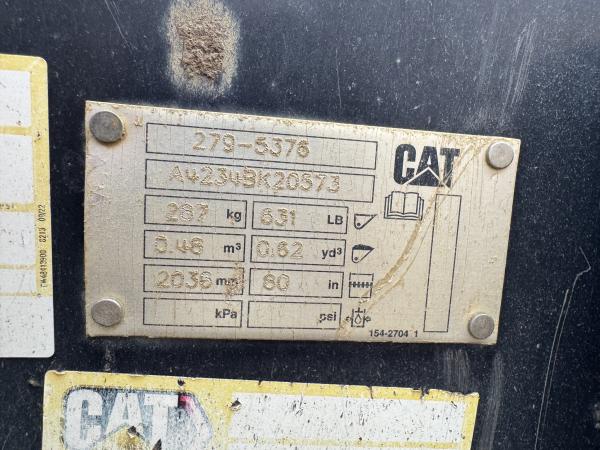 279-5376
CAT
A4234BK20573
287 kg 631 LB
0.48 m³ 0.62 yd³
2036 mm 80 in
kPa psi
154-2704 1
CAT